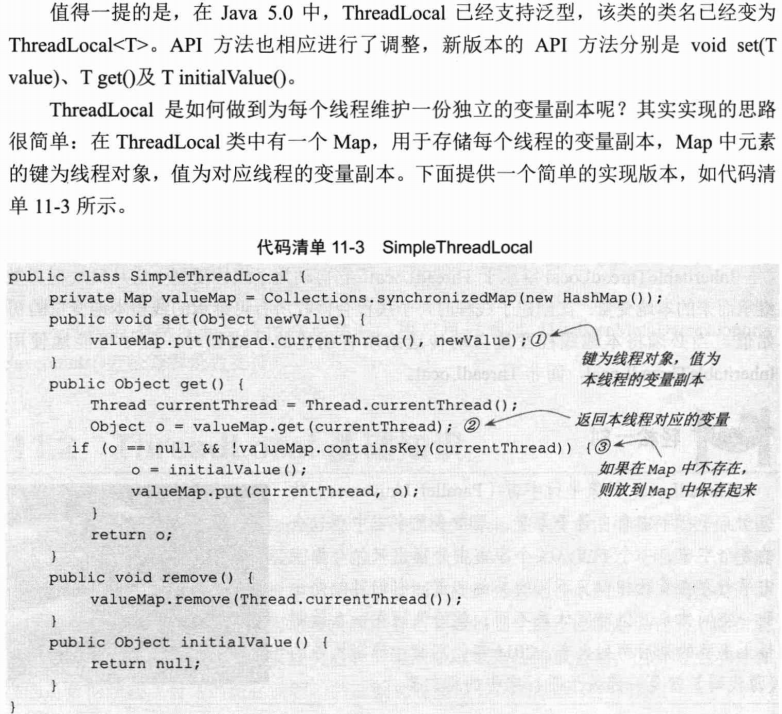 值得一提的是，在 Java 5.0 中，ThreadLocal 已经支持泛型，该类的类名已经变为
ThreadLocal<T>。API 方法也相应进行了调整，新版本的 API 方法分别是 void set(T
value)、T get()及 T initialValue()。
ThreadLocal 是如何做到为每个线程维护一份独立的变量副本呢？其实实现的思路
很简单：在 ThreadLocal 类中有一个 Map，用于存储每个线程的变量副本，Map 中元素
的键为线程对象，值为对应线程的变量副本。下面提供一个简单的实现版本，如代码清
单 11-3 所示。
代码清单 11-3 SimpleThreadLocal
public class SimpleThreadLocal {
private Map valueMap = Collections.synchronizedMap(new HashMap());
public void set(Object newValue) {
valueMap.put(Thread.currentThread(), newValue);①
键为线程对象，值为
本线程的变量副本
}
public Object get() {
Thread currentThread = Thread.currentThread();
Object o = valueMap.get(currentThread); ②
返回本线程对应的变量
if (o == null && !valueMap.containsKey(currentThread)) {③
如果在 Map 中不存在，
则放到 Map 中保存起来
o = initialValue();
valueMap.put(currentThread, o);
}
return o;
}
public void remove() {
valueMap.remove(Thread.currentThread());
}
public Object initialValue() {
return null;
}
}